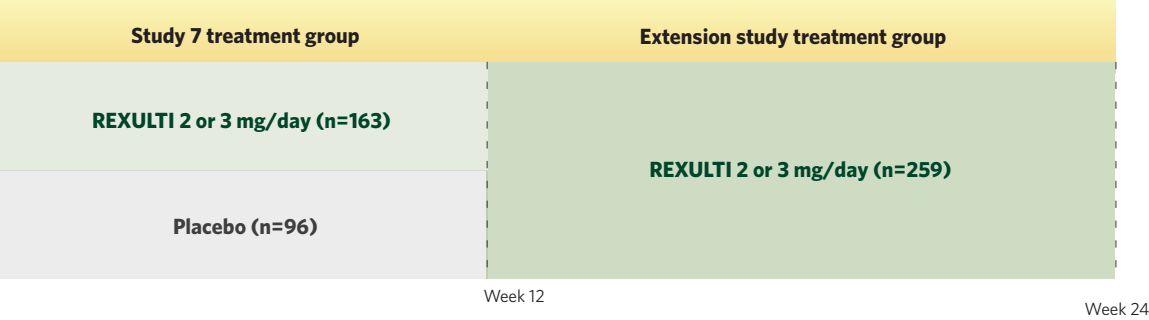 Study 7 treatment group
Extension study treatment group
REXULTI 2 or 3 mg/day (n=163)
REXULTI 2 or 3 mg/day (n=259)
Placebo (n=96)
Week 12
Week 24